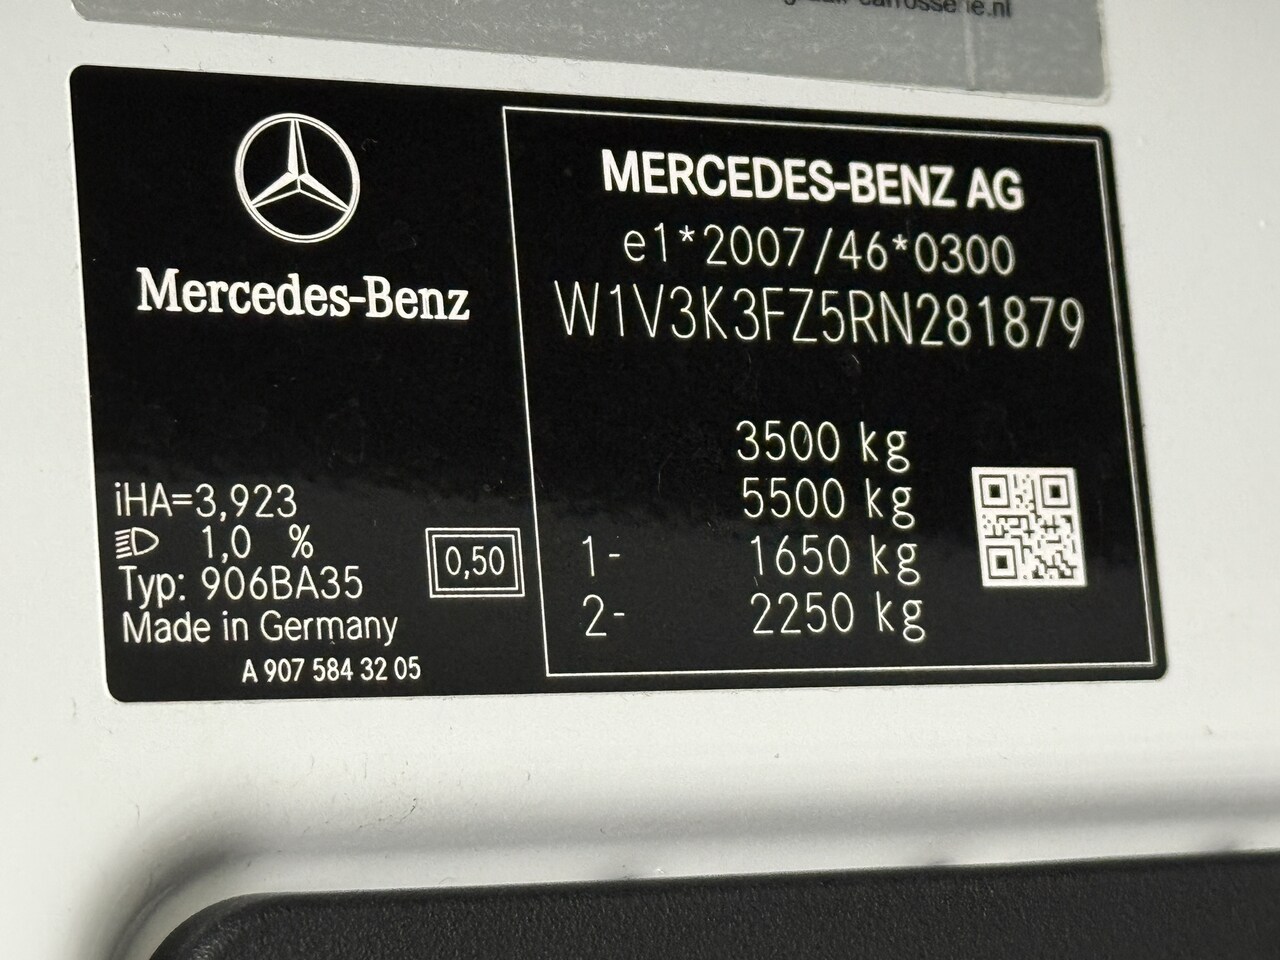 Mercedes-Benz
iHA=3,923
1,0 %
Typ: 906BA35
Made in Germany
A 907 584 32 05
0,50
MERCEDES-BENZ AG
e1*2007/46*0300
W1V3K3FZ5RN281879
3500 kg
5500 kg
1- 1650 kg
2- 2250 kg